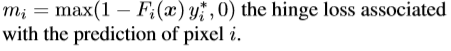 m_i = max(1 − F_i(x) y_i^*, 0) the hinge loss associated
with the prediction of pixel i.